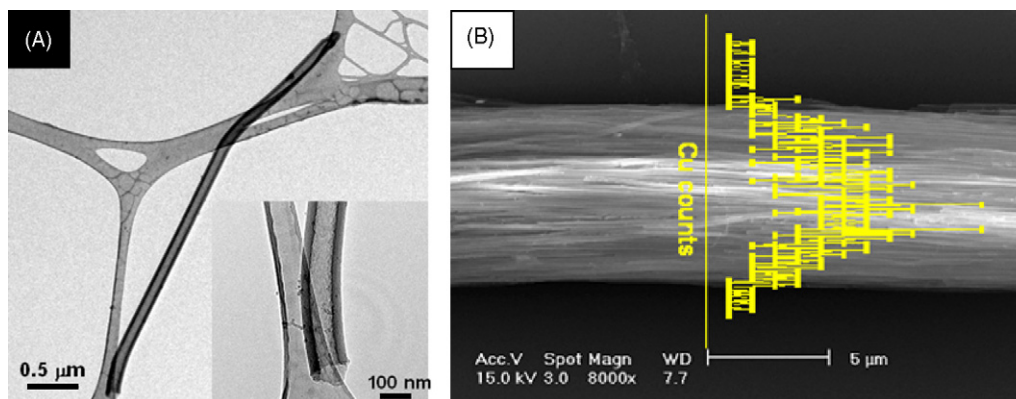 (A)
0.5 μm
100 nm
(B)
Cu counts
Acc.V Spot Magn WD
15.0 kV 3.0 8000x 7.7
5 μm